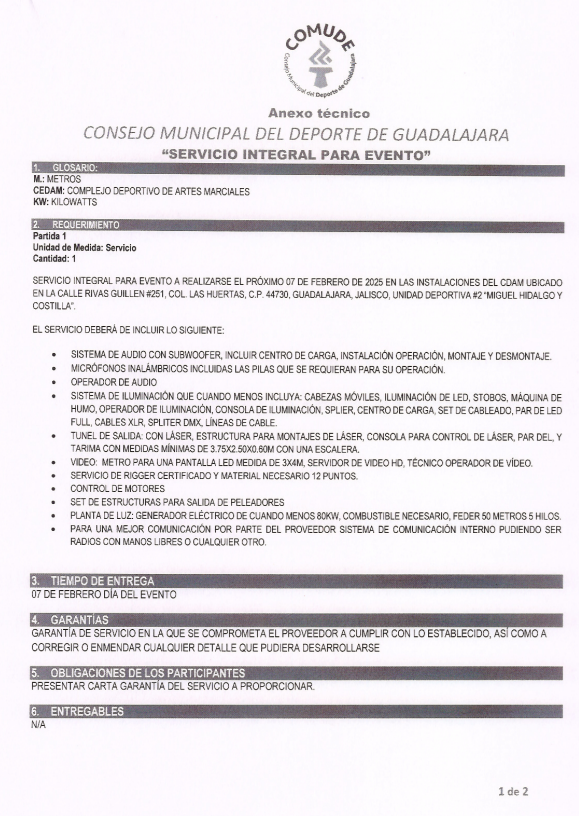 COMUDE
Consejo Municipal del Deporte de Guadalajara
Anexo técnico
CONSEJO MUNICIPAL DEL DEPORTE DE GUADALAJARA
“SERVICIO INTEGRAL PARA EVENTO”
1. GLOSARIO:
M.: METROS
CEDAM: COMPLEJO DEPORTIVO DE ARTES MARCIALES
KW: KILOWATTS
2. REQUERIMIENTO
Partida 1
Unidad de Medida: Servicio
Cantidad: 1
SERVICIO INTEGRAL PARA EVENTO A REALIZARSE EL PRÓXIMO 07 DE FEBRERO DE 2025 EN LAS INSTALACIONES DEL CDAM UBICADO
EN LA CALLE RIVAS GUILLEN #251, COL. LAS HUERTAS, C.P. 44730, GUADALAJARA, JALISCO, UNIDAD DEPORTIVA #2 “MIGUEL HIDALGO Y
COSTILLA”.
EL SERVICIO DEBERÁ DE INCLUIR LO SIGUIENTE:
• SISTEMA DE AUDIO CON SUBWOOFER, INCLUIR CENTRO DE CARGA, INSTALACIÓN OPERACIÓN, MONTAJE Y DESMONTAJE.
• MICRÓFONOS INALÁMBRICOS INCLUIDAS LAS PILAS QUE SE REQUIERAN PARA SU OPERACIÓN.
• OPERADOR DE AUDIO
• SISTEMA DE ILUMINACIÓN QUE CUANDO MENOS INCLUYA: CABEZAS MÓVILES, ILUMINACIÓN DE LED, STOBOS, MÁQUINA DE
HUMO, OPERADOR DE ILUMINACIÓN, CONSOLA DE ILUMINACIÓN, SPLIER, CENTRO DE CARGA, SET DE CABLEADO, PAR DE LED
FULL, CABLES XLR, SPLITER DMX, LÍNEAS DE CABLE.
• TUNEL DE SALIDA: CON LÁSER, ESTRUCTURA PARA MONTAJES DE LÁSER, CONSOLA PARA CONTROL DE LÁSER, PAR DEL, Y
TARIMA CON MEDIDAS MÍNIMAS DE 3.75X2.50X0.60M CON UNA ESCALERA.
• VIDEO: METRO PARA UNA PANTALLA LED MEDIDA DE 3X4M, SERVIDOR DE VIDEO HD, TÉCNICO OPERADOR DE VÍDEO.
• SERVICIO DE RIGGER CERTIFICADO Y MATERIAL NECESARIO 12 PUNTOS.
• CONTROL DE MOTORES
• SET DE ESTRUCTURAS PARA SALIDA DE PELEADORES
• PLANTA DE LUZ: GENERADOR ELÉCTRICO DE CUANDO MENOS 80KW, COMBUSTIBLE NECESARIO, FEDER 50 METROS 5 HILOS.
• PARA UNA MEJOR COMUNICACIÓN POR PARTE DEL PROVEEDOR SISTEMA DE COMUNICACIÓN INTERNO PUDIENDO SER
RADIOS CON MANOS LIBRES O CUALQUIER OTRO.
3. TIEMPO DE ENTREGA
07 DE FEBRERO DÍA DEL EVENTO
4. GARANTÍAS
GARANTÍA DE SERVICIO EN LA QUE SE COMPROMETA EL PROVEEDOR A CUMPLIR CON LO ESTABLECIDO, ASÍ COMO A
CORREGIR O ENMENDAR CUALQUIER DETALLE QUE PUDIERA DESARROLLARSE
5. OBLIGACIONES DE LOS PARTICIPANTES
PRESENTAR CARTA GARANTÍA DEL SERVICIO A PROPORCIONAR.
6. ENTREGABLES
N/A
1 de 2